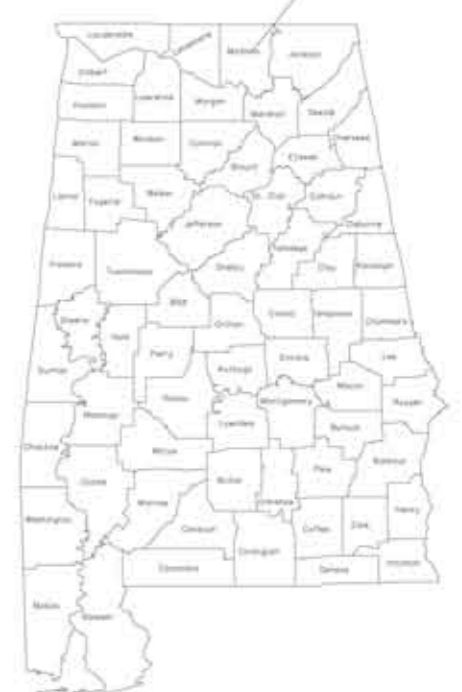 Lauderdale
Limestone
Madison
Jackson
Colbert
Franklin
Lawrence
Morgan
Marshall
DeKalb
Cherokee
Marion
Winston
Cullman
Etowah
Blount
Lamar
Fayette
Walker
St. Clair
Calhoun
Jefferson
Cleburne
Pickens
Tuscaloosa
Shelby
Talladega
Clay
Randolph
Bibb
Greene
Hale
Perry
Chilton
Coosa
Tallapoosa
Chambers
Sumter
Autauga
Elmore
Lee
Macon
Russell
Dallas
Marengo
Lowndes
Montgomery
Bullock
Choctaw
Wilcox
Butler
Pike
Barbour
Clarke
Monroe
Crenshaw
Washington
Conecuh
Coffee
Dale
Henry
Covington
Escambia
Geneva
Houston
Mobile
Baldwin